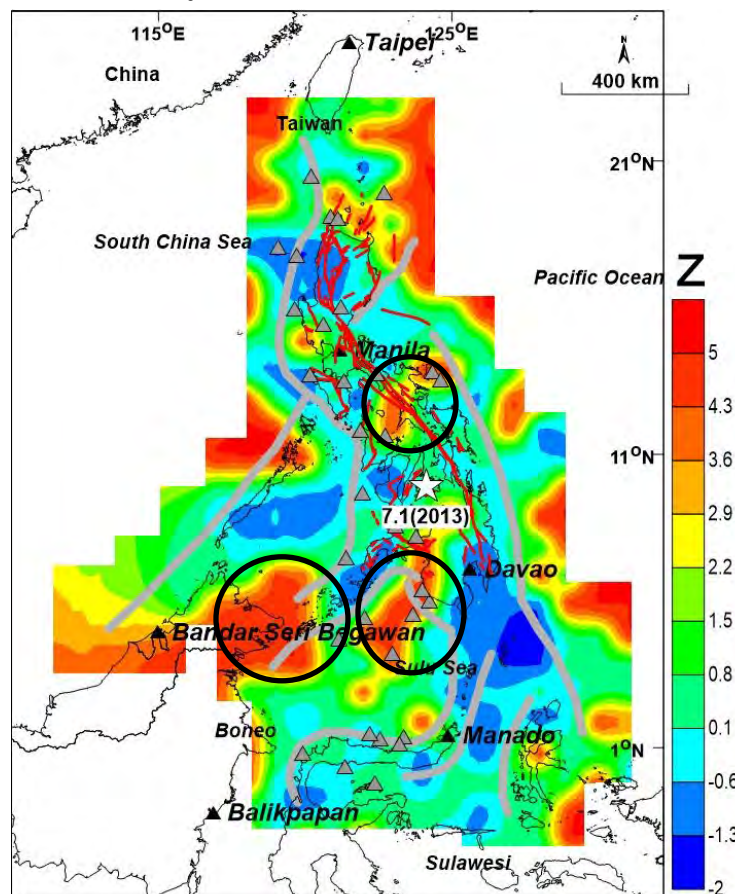 115°E
125°E
N
400 km
China
Taipei
Taiwan
21°N
South China Sea
Pacific Ocean
Z
Manila
11°N
7.1(2013)
Davao
Bandar Seri Begawan
Sulu Sea
Boneo
Manado
1°N
Balikpapan
Sulawesi
5
4.3
3.6
2.9
2.2
1.5
0.8
0.1
-0.6
-1.3
-2